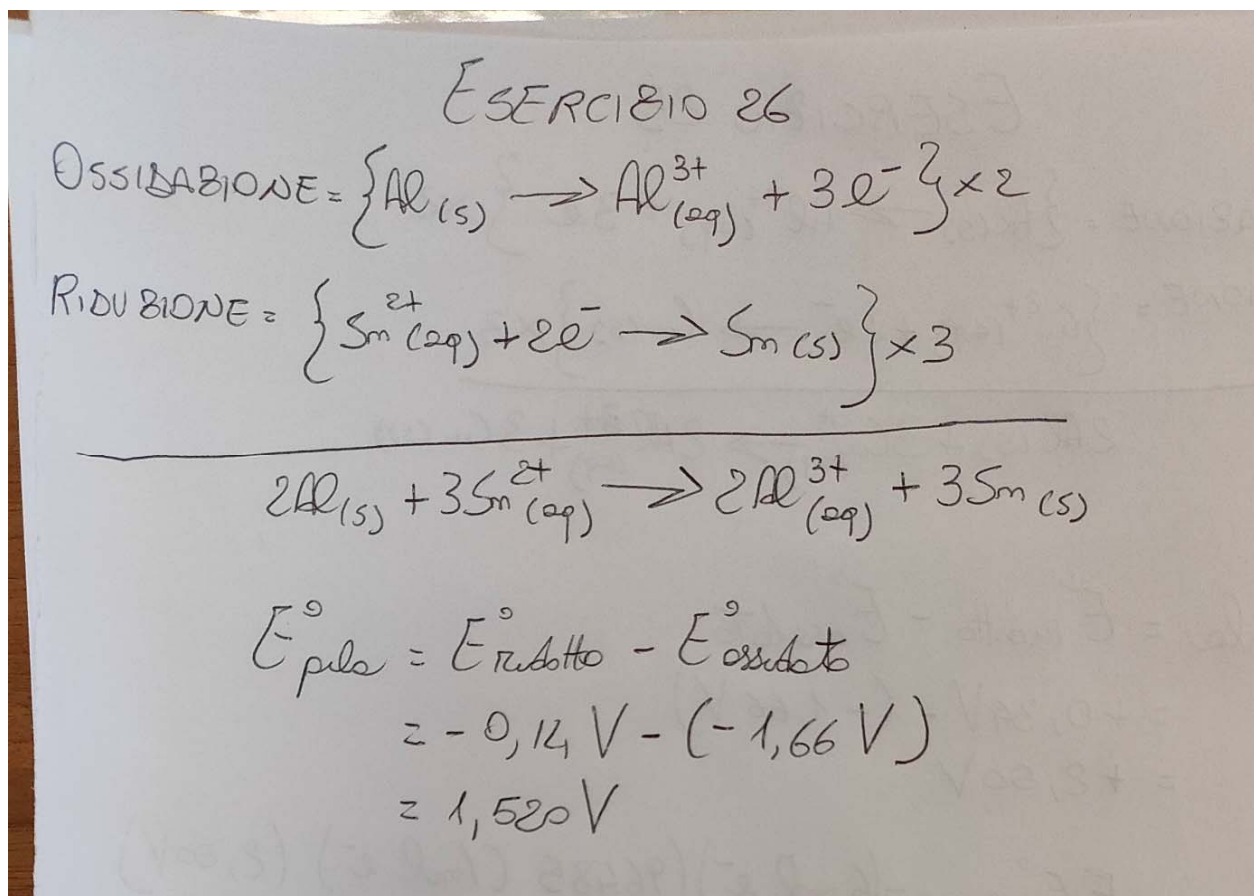 ESERCIZIO 26
OSSIDAZIONE = {Al(s) → Al³⁺(aq) + 3e⁻} ×2
RIDUZIONE = {Sn²⁺(aq) + 2e⁻ → Sn(s)} ×3
2Al(s) + 3Sn²⁺(aq) → 2Al³⁺(aq) + 3Sn(s)
E°pila = E°ridotto - E°ossidato
= -0,14 V - (-1,66 V)
= 1,520 V